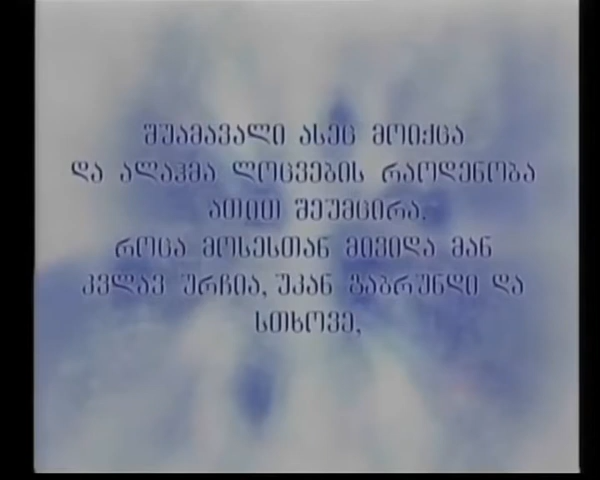 შუამავალი ასეც მოიქცა
და ალაჰმა ლოცვების რაოდენობა
ათით შეუმცირა.
როცა მოსესთან მივიდა მან
კვლავ ურჩია, უკან გაბრუნდი და
სთხოვე,